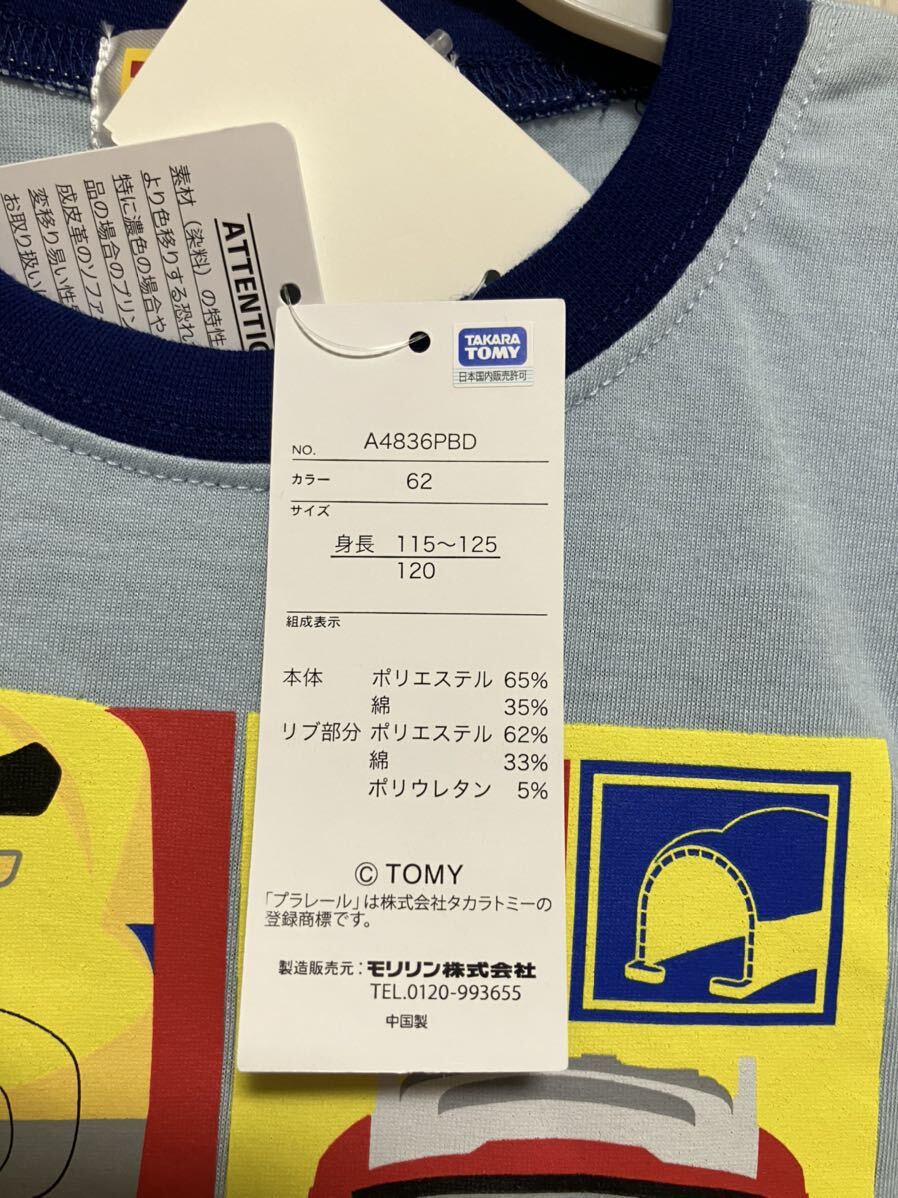 ATTENTIO
素材（染料）の特性
より色移りする恐れ
特に濃色の場合や
品の場合のプリン
成皮革のソファ
変移り易い性
お取り扱い
TAKARA
TOMY
日本国内販売許可
NO. A4836PBD
カラー 62
サイズ
身長 115〜125
120
組成表示
本体 ポリエステル 65%
綿 35%
リブ部分 ポリエステル 62%
綿 33%
ポリウレタン 5%
© TOMY
「プラレール」は株式会社タカラトミーの
登録商標です。
製造販売元：モリリン株式会社
TEL.0120-993655
中国製